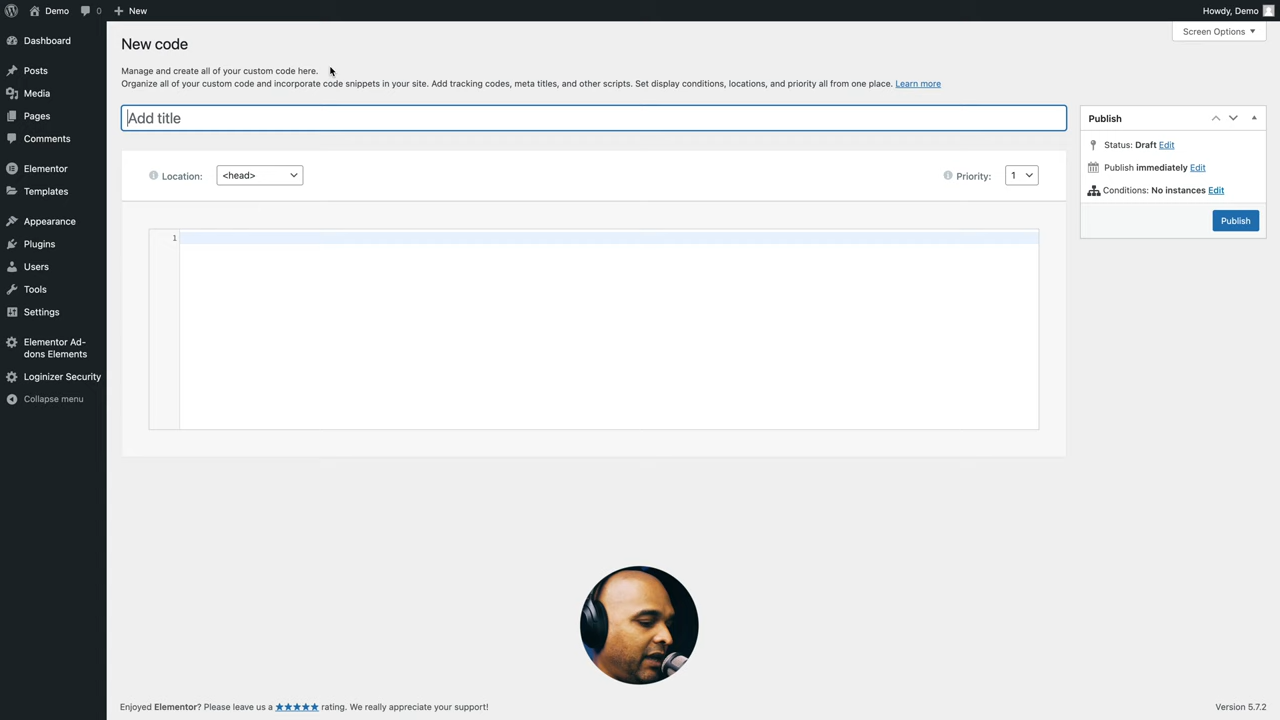 Demo 0 New Howdy, Demo
Screen Options
Dashboard
Posts
Media
Pages
Comments
Elementor
Templates
Appearance
Plugins
Users
Tools
Settings
Elementor Ad-
dons Elements
Loginizer Security
Collapse menu
New code
Manage and create all of your custom code here.
Organize all of your custom code and incorporate code snippets in your site. Add tracking codes, meta titles, and other scripts. Set display conditions, locations, and priority all from one place. Learn more
Add title
Location: <head> Priority: 1
1
Publish
Status: Draft Edit
Publish immediately Edit
Conditions: No instances Edit
Publish
Enjoyed Elementor? Please leave us a ★★★★★ rating. We really appreciate your support!
Version 5.7.2